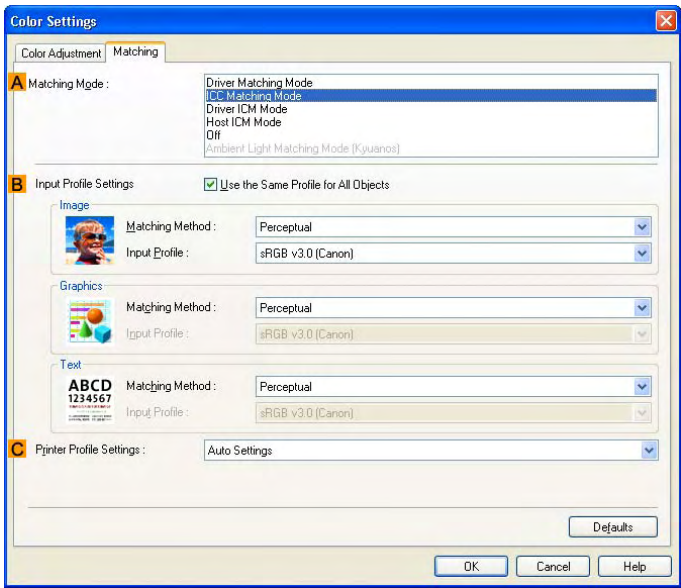 Color Settings
Color Adjustment Matching
A Matching Mode : Driver Matching Mode
ICC Matching Mode
Driver ICM Mode
Host ICM Mode
Off
Ambient Light Matching Mode (Kyuanos)
B Input Profile Settings Use the Same Profile for All Objects
Image
Matching Method : Perceptual
Input Profile : sRGB v3.0 (Canon)
Graphics
Matching Method : Perceptual
Input Profile : sRGB v3.0 (Canon)
Text
ABCD
1234567
Matching Method : Perceptual
Input Profile : sRGB v3.0 (Canon)
C Printer Profile Settings : Auto Settings
Defaults
OK Cancel Help